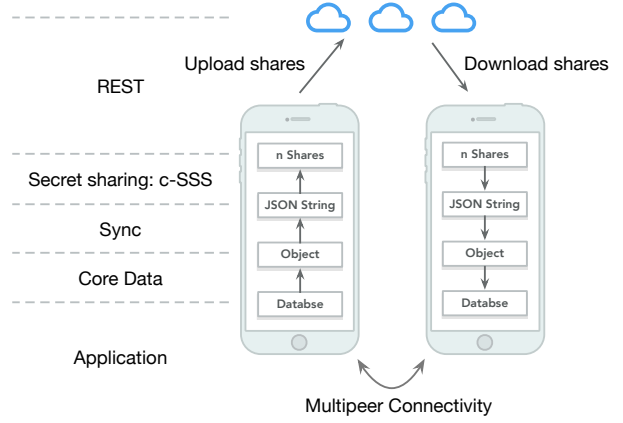 Upload shares
Download shares
REST
n Shares
n Shares
Secret sharing: c-SSS
JSON String
JSON String
Sync
Object
Object
Core Data
Databse
Databse
Application
Multipeer Connectivity